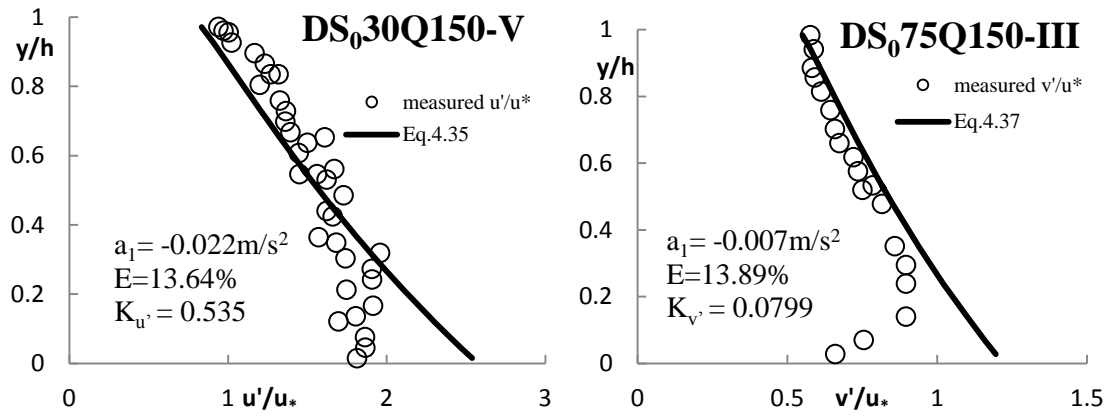 DS₀30Q150-V
y/h
1
0.8
0.6
0.4
0.2
0
measured u'/u*
Eq.4.35
a₁= -0.022m/s²
E=13.64%
Kᵤ' = 0.535
0 1 2 3
u'/u*
DS₀75Q150-III
y/h
1
0.8
0.6
0.4
0.2
0
measured v'/u*
Eq.4.37
a₁= -0.007m/s²
E=13.89%
Kᵥ' = 0.0799
0 0.5 1 1.5
v'/u*